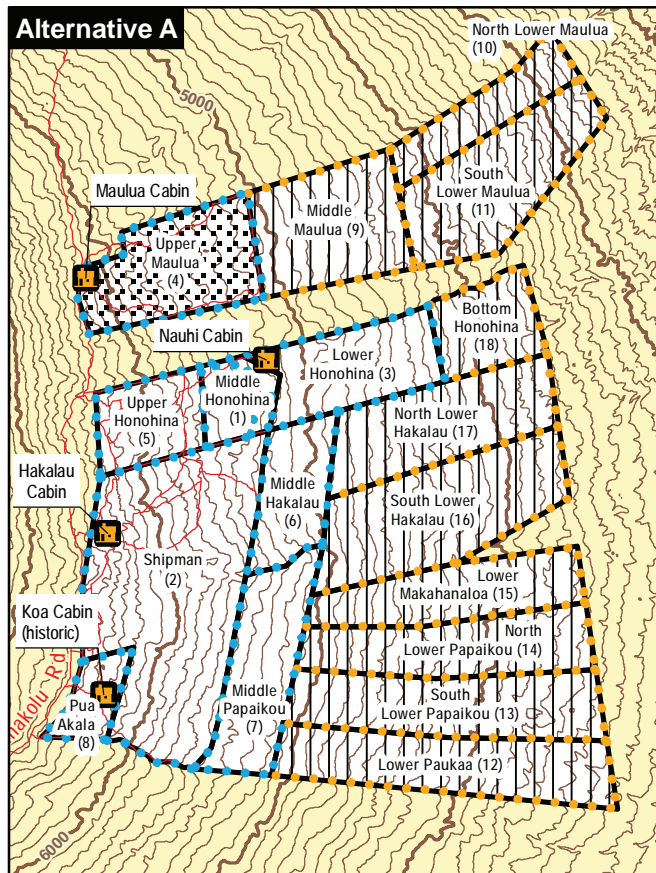 Alternative A
North Lower Maulua
(10)
5000
Maulua Cabin
South
Lower Maulua
(11)
Middle
Maulua (9)
Upper
Maulua
(4)
Nauhi Cabin
Bottom
Honohina
(18)
Lower
Honohina (3)
Middle
Honohina
(1)
Upper
Honohina
(5)
North Lower
Hakalau (17)
Hakalau
Cabin
Middle
Hakalau
(6)
South Lower
Hakalau (16)
Shipman
(2)
Lower
Makahanaloa (15)
Koa Cabin
(historic)
North
Lower Papaikou (14)
akolu Rd
Pua
Akala
(8)
Middle
Papaikou
(7)
South
Lower Papaikou (13)
Lower Paukaa (12)
6000